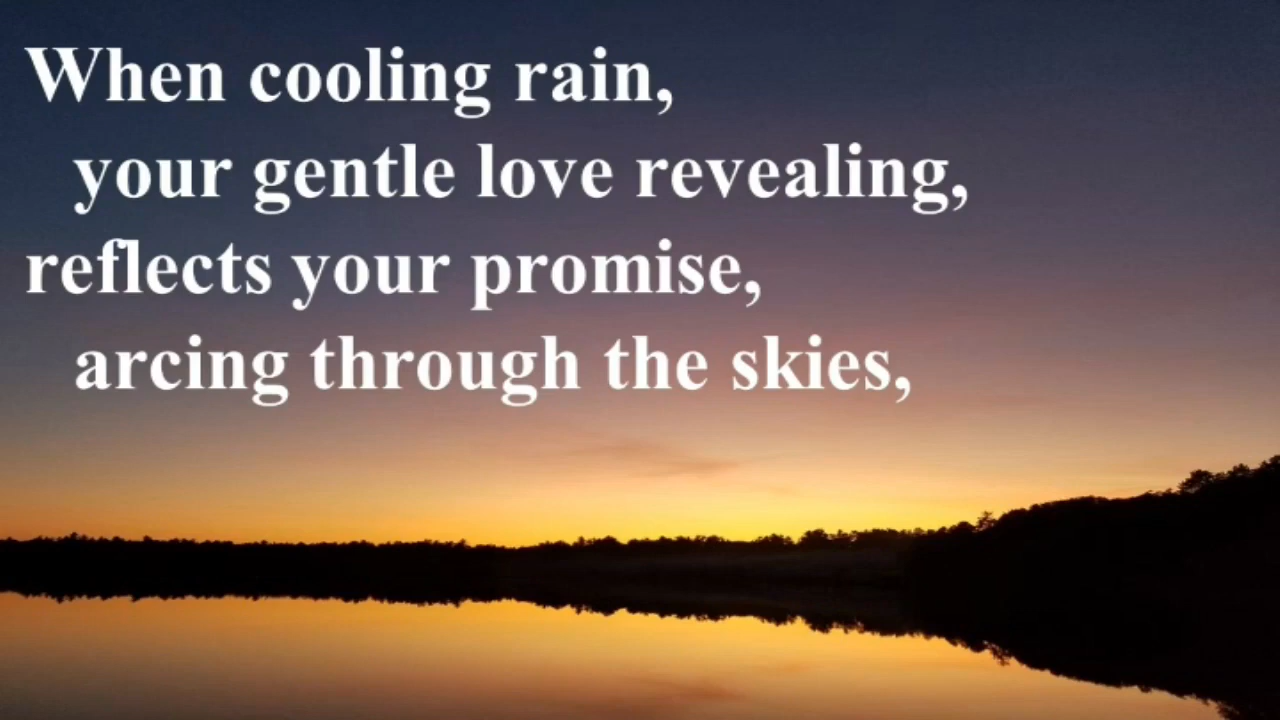 When cooling rain,
your gentle love revealing,
reflects your promise,
arcing through the skies,